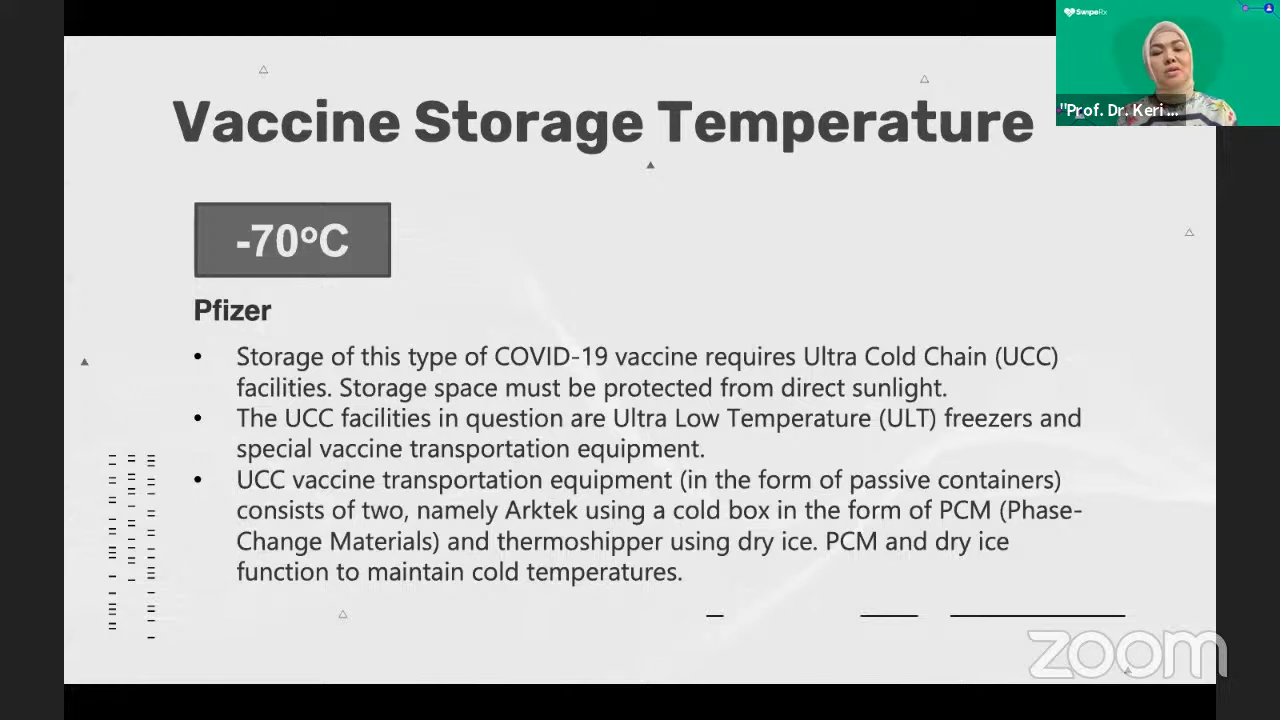 SwipeRx
"Prof. Dr. Keri ...
Vaccine Storage Temperature
-70°C
Pfizer
• Storage of this type of COVID-19 vaccine requires Ultra Cold Chain (UCC)
facilities. Storage space must be protected from direct sunlight.
• The UCC facilities in question are Ultra Low Temperature (ULT) freezers and
special vaccine transportation equipment.
• UCC vaccine transportation equipment (in the form of passive containers)
consists of two, namely Arktek using a cold box in the form of PCM (Phase-
Change Materials) and thermoshipper using dry ice. PCM and dry ice
function to maintain cold temperatures.
zoom